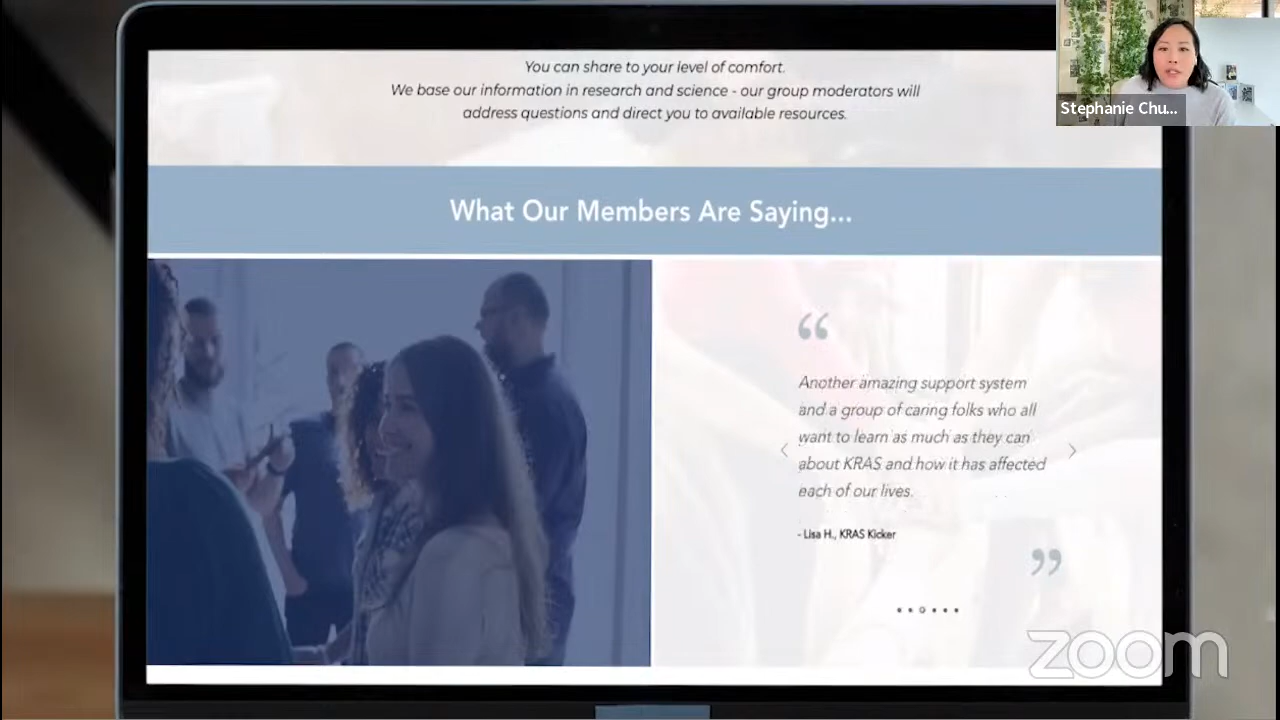 You can share to your level of comfort.
We base our information in research and science - our group moderators will
address questions and direct you to available resources.
Stephanie Chu...
What Our Members Are Saying...
“
Another amazing support system
and a group of caring folks who all
want to learn as much as they can
about KRAS and how it has affected
each of our lives.
- Lisa H., KRAS Kicker
”
zoom